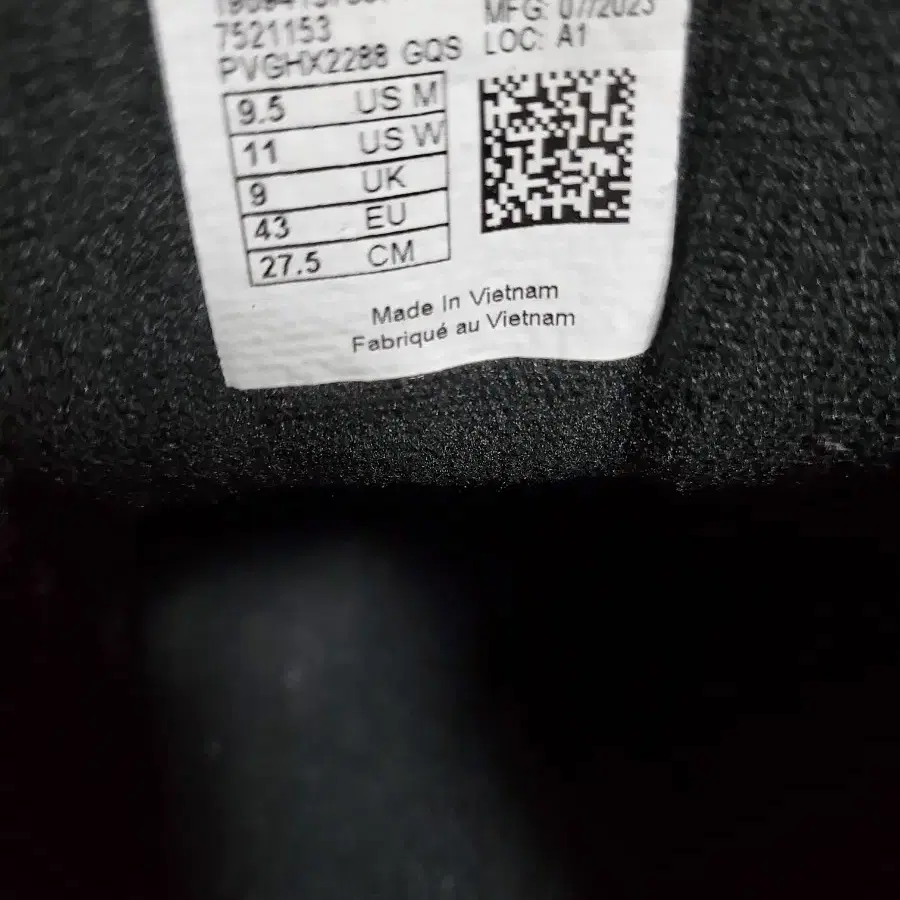 MFG: 07/2023
7521153
LOC: A1
PVGHX2288 GQS
9.5 US M
11 US W
9 UK
43 EU
27.5 CM
Made In Vietnam
Fabriqué au Vietnam